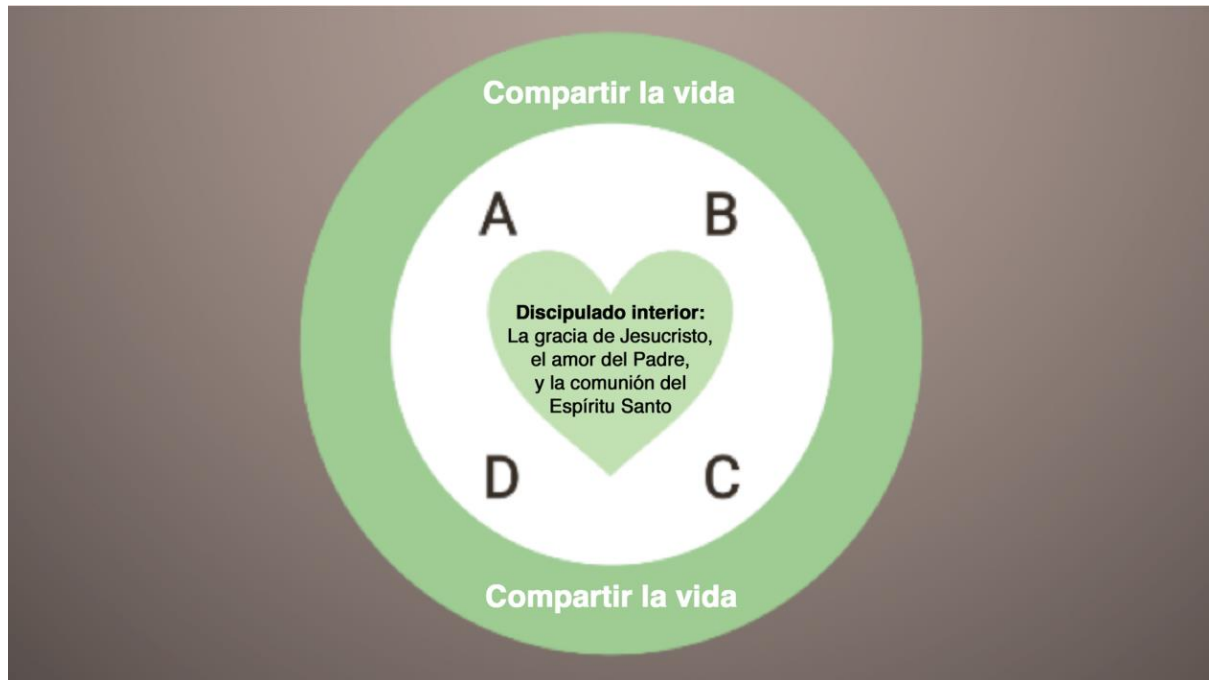 Compartir la vida
A B
Discipulado interior:
La gracia de Jesucristo,
el amor del Padre,
y la comunión del
Espíritu Santo
D C
Compartir la vida